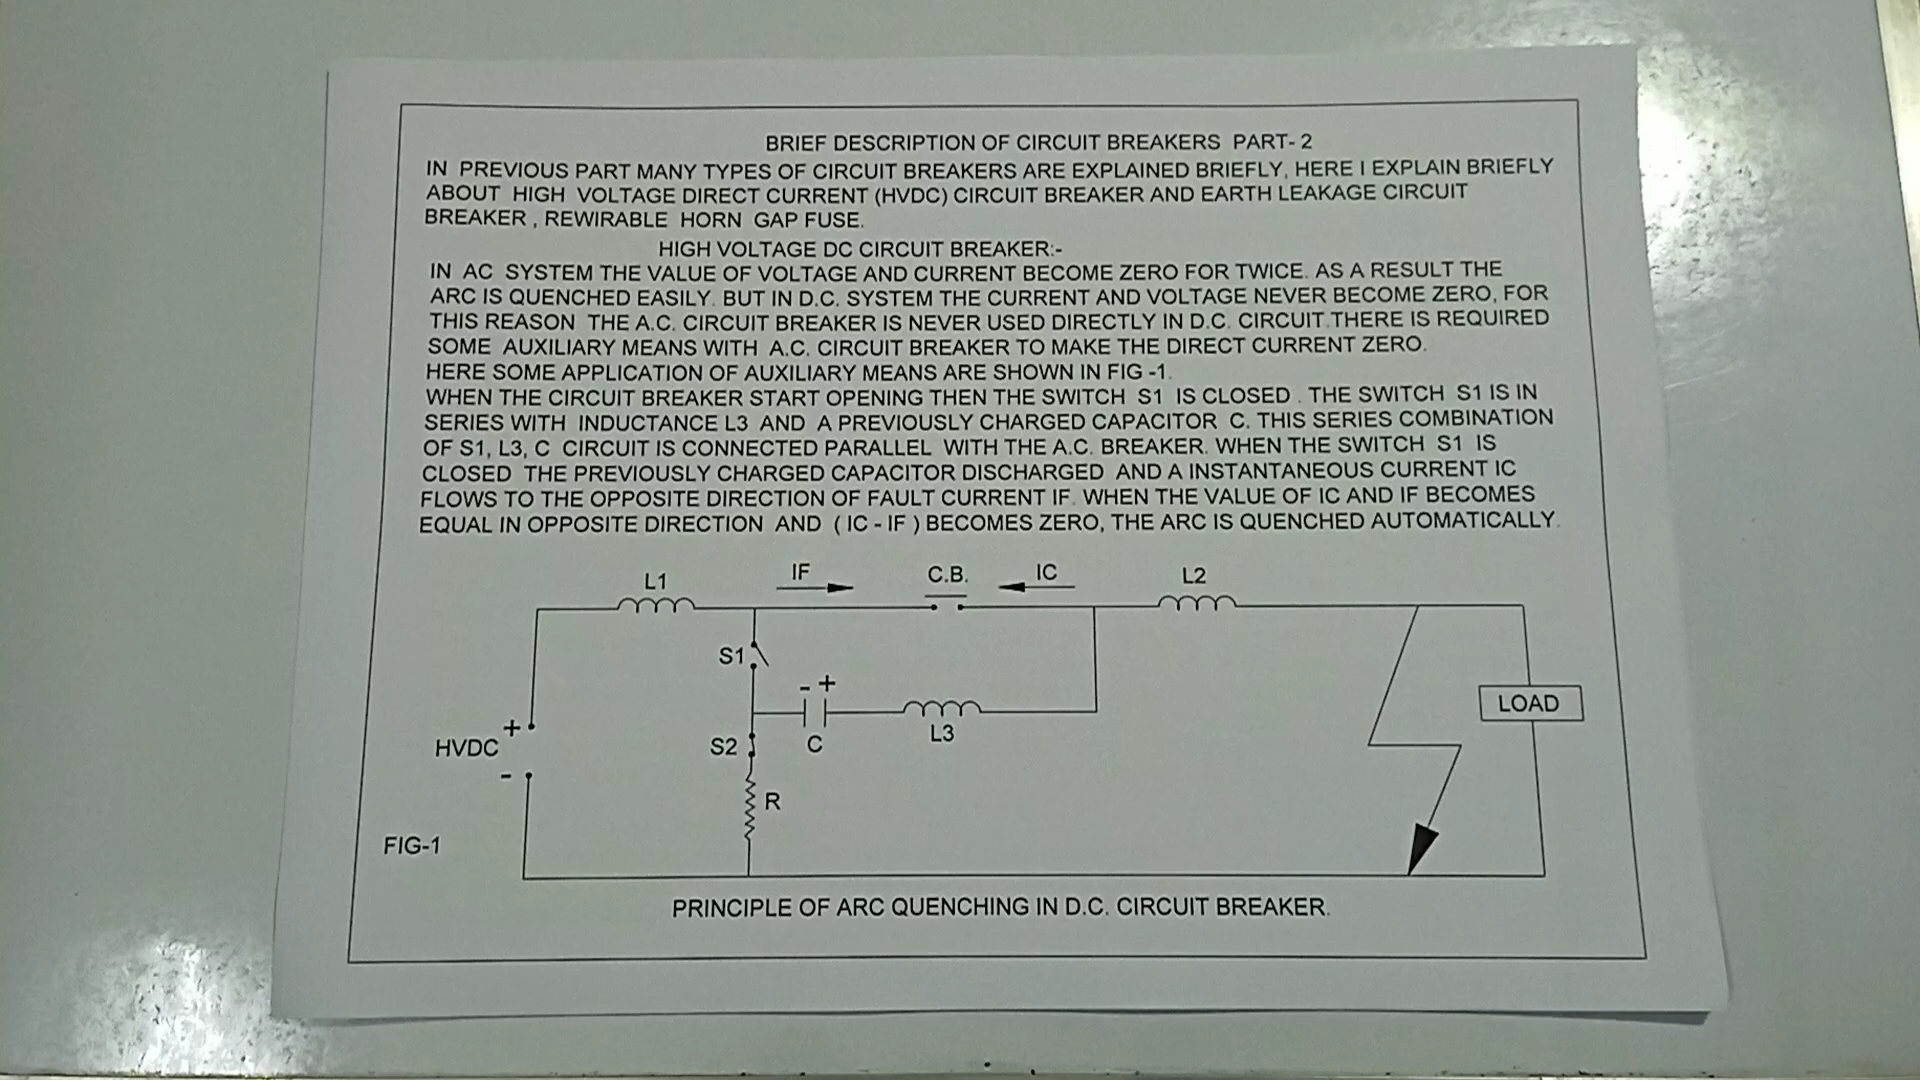 BRIEF DESCRIPTION OF CIRCUIT BREAKERS PART- 2
IN PREVIOUS PART MANY TYPES OF CIRCUIT BREAKERS ARE EXPLAINED BRIEFLY, HERE I EXPLAIN BRIEFLY
ABOUT HIGH VOLTAGE DIRECT CURRENT (HVDC) CIRCUIT BREAKER AND EARTH LEAKAGE CIRCUIT
BREAKER , REWIRABLE HORN GAP FUSE.
HIGH VOLTAGE DC CIRCUIT BREAKER:-
IN AC SYSTEM THE VALUE OF VOLTAGE AND CURRENT BECOME ZERO FOR TWICE. AS A RESULT THE
ARC IS QUENCHED EASILY. BUT IN D.C. SYSTEM THE CURRENT AND VOLTAGE NEVER BECOME ZERO, FOR
THIS REASON THE A.C. CIRCUIT BREAKER IS NEVER USED DIRECTLY IN D.C. CIRCUIT.THERE IS REQUIRED
SOME AUXILIARY MEANS WITH A.C. CIRCUIT BREAKER TO MAKE THE DIRECT CURRENT ZERO.
HERE SOME APPLICATION OF AUXILIARY MEANS ARE SHOWN IN FIG -1.
WHEN THE CIRCUIT BREAKER START OPENING THEN THE SWITCH S1 IS CLOSED . THE SWITCH S1 IS IN
SERIES WITH INDUCTANCE L3 AND A PREVIOUSLY CHARGED CAPACITOR C. THIS SERIES COMBINATION
OF S1, L3, C CIRCUIT IS CONNECTED PARALLEL WITH THE A.C. BREAKER. WHEN THE SWITCH S1 IS
CLOSED THE PREVIOUSLY CHARGED CAPACITOR DISCHARGED AND A INSTANTANEOUS CURRENT IC
FLOWS TO THE OPPOSITE DIRECTION OF FAULT CURRENT IF. WHEN THE VALUE OF IC AND IF BECOMES
EQUAL IN OPPOSITE DIRECTION AND ( IC - IF ) BECOMES ZERO, THE ARC IS QUENCHED AUTOMATICALLY.
L1
IF
C.B.
IC
L2
S1
- +
C
L3
S2
R
+
HVDC
-
LOAD
FIG-1
PRINCIPLE OF ARC QUENCHING IN D.C. CIRCUIT BREAKER.